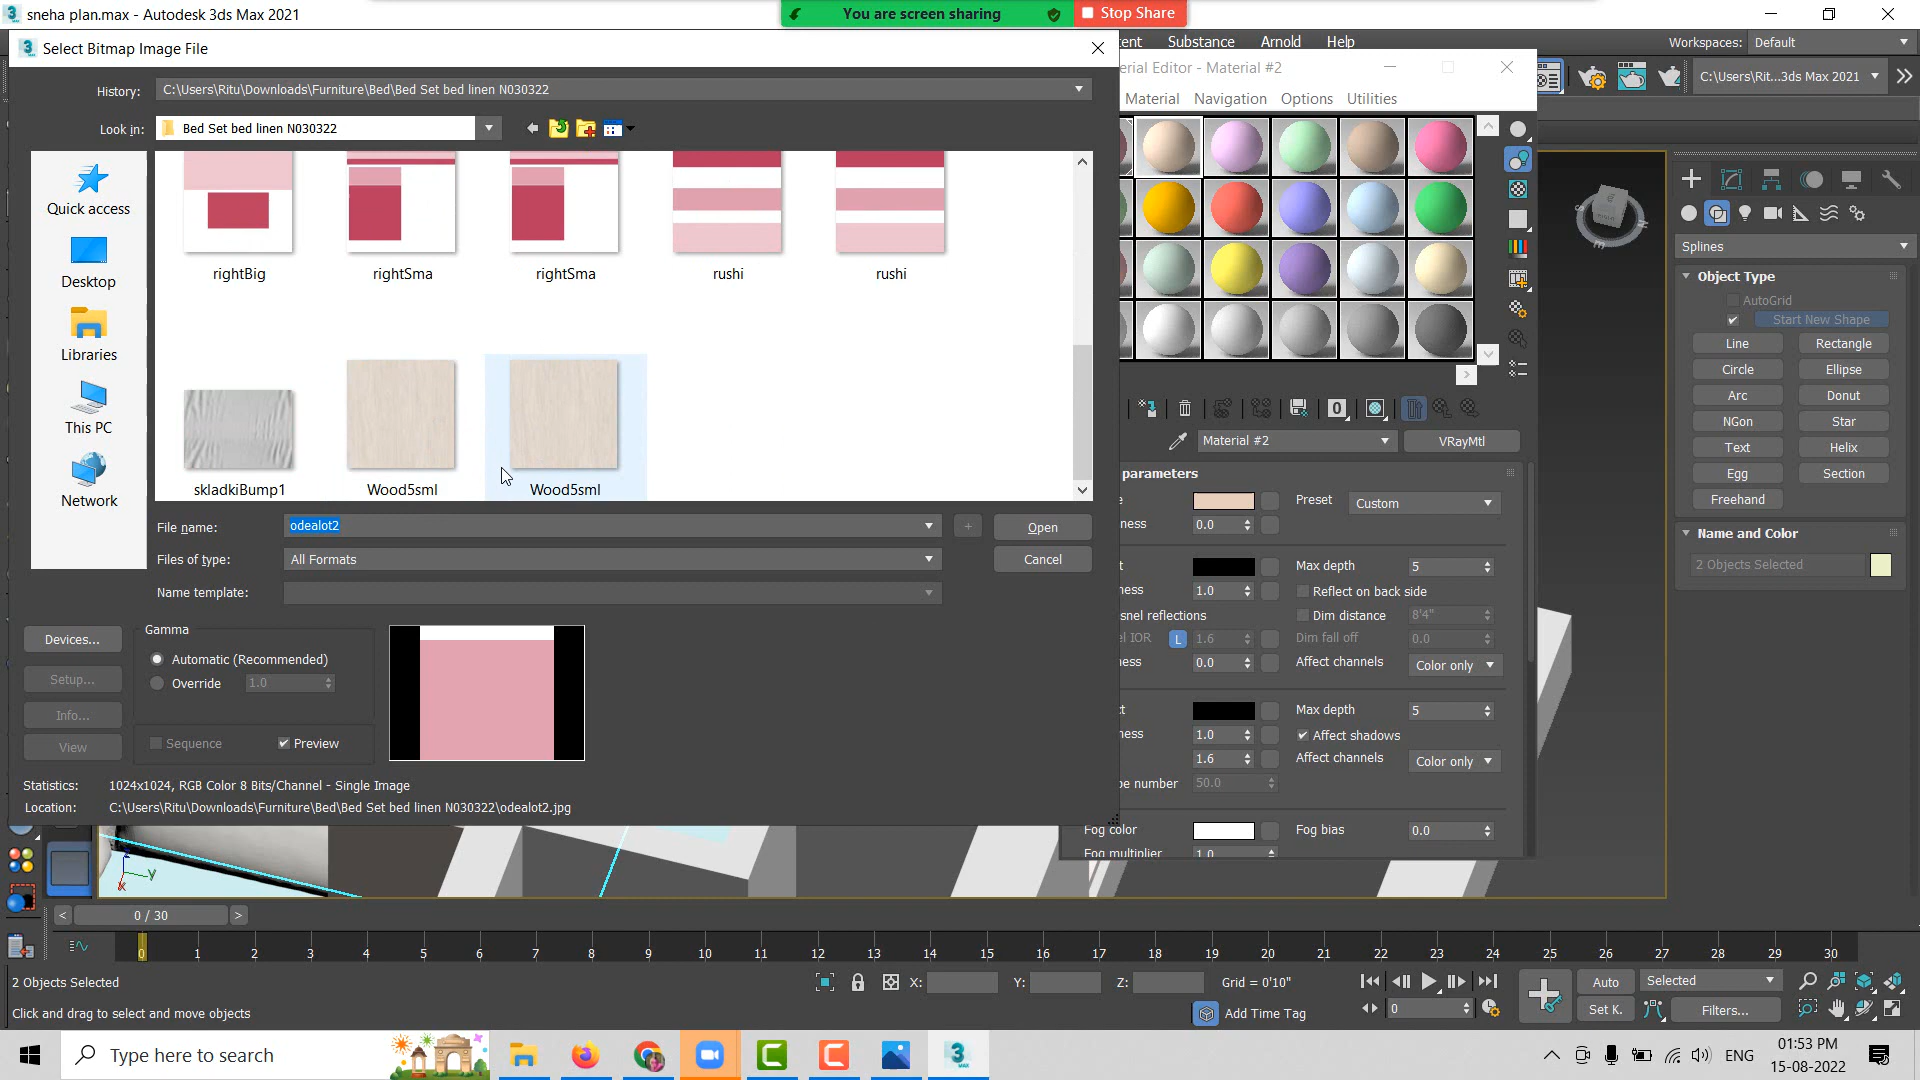 sneha plan.max - Autodesk 3ds Max 2021
You are screen sharing
Stop Share
Select Bitmap Image File
Substance
Arnold
Help
Workspaces:
Default
History:
C:\Users\Ritu\Downloads\Furniture\Bed\Bed Set bed linen N030322
Look in:
Bed Set bed linen N030322
Editor - Material #2
Material
Navigation
Options
Utilities
C:\Users\Rit...3ds Max 2021
Quick access
Desktop
Libraries
This PC
Network
rightBig
rightSma
rightSma
rushi
rushi
skladkiBump1
Wood5sml
Wood5sml
File name:
odealot2
Open
Files of type:
All Formats
Cancel
Name template:
Devices...
Setup...
Info...
View
Gamma
Automatic (Recommended)
Override
1.0
Sequence
Preview
Statistics:
1024x1024, RGB Color 8 Bits/Channel - Single Image
Location:
C:\Users\Ritu\Downloads\Furniture\Bed\Bed Set bed linen N030322\odealot2.jpg
0
Material #2
VRayMtl
parameters
Preset
Custom
0.0
Max depth
5
1.0
Reflect on back side
Dim distance
8'4"
IOR
L
1.6
Dim fall off
0.0
0.0
Affect channels
Color only
Max depth
5
1.0
Affect shadows
1.6
Affect channels
Color only
number
50.0
Fog color
Fog bias
0.0
Fog multiplier
1.0
Splines
Object Type
AutoGrid
Start New Shape
Line
Rectangle
Circle
Ellipse
Arc
Donut
NGon
Star
Text
Helix
Egg
Section
Freehand
Name and Color
2 Objects Selected
x
y
<
0 / 30
>
0 1 2 3 4 5 6 7 8 9 10 11 12 13 14 15 16 17 18 19 20 21 22 23 24 25 26 27 28 29 30
2 Objects Selected
X:
Y:
Z:
Grid = 0'10"
Auto
Selected
Click and drag to select and move objects
Add Time Tag
0
Set K.
Filters...
Type here to search
ENG
01:53 PM
15-08-2022